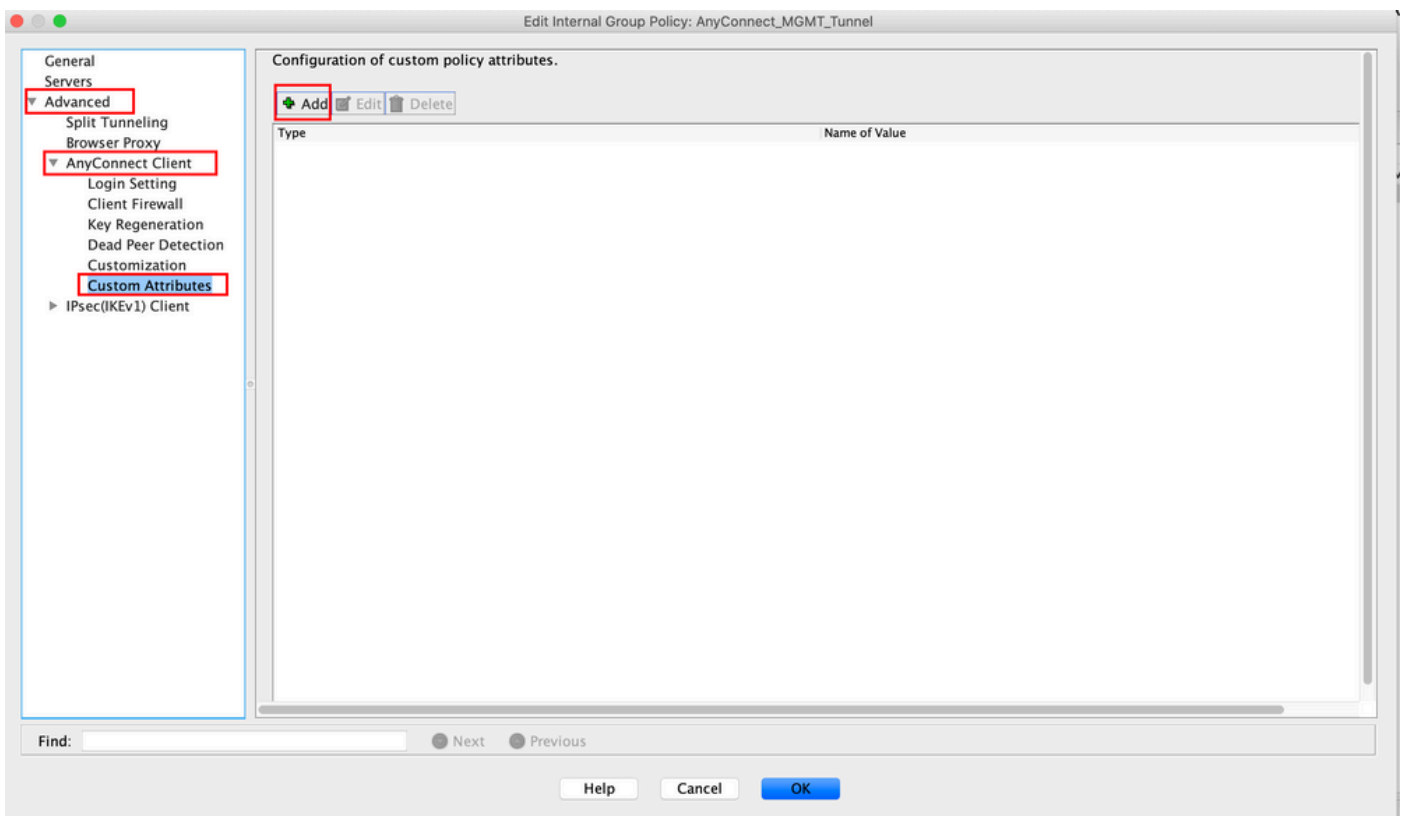 Edit Internal Group Policy: AnyConnect_MGMT_Tunnel
General
Servers
Advanced
Split Tunneling
Browser Proxy
AnyConnect Client
Login Setting
Client Firewall
Key Regeneration
Dead Peer Detection
Customization
Custom Attributes
IPsec(IKEv1) Client
Configuration of custom policy attributes.
Add Edit Delete
Type Name of Value
Find: Next Previous
Help Cancel OK